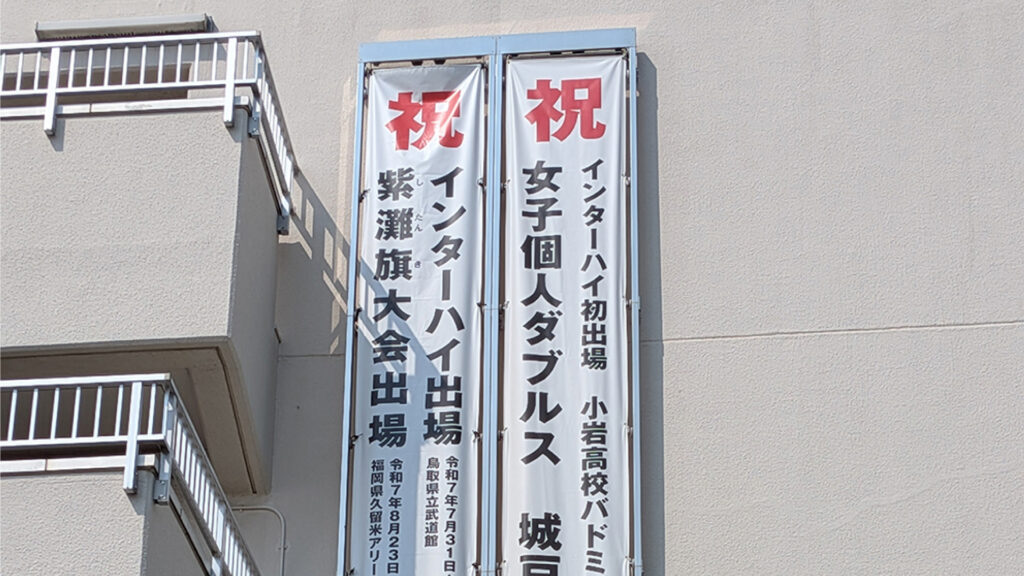 祝
インターハイ初出場 小岩高校バドミ
女子個人ダブルス 城
祝
インターハイ出場
令和7年7月31日
鳥取県立武道館
したんき
紫灘旗大会出場
令和7年8月23日
福岡県久留米アリー